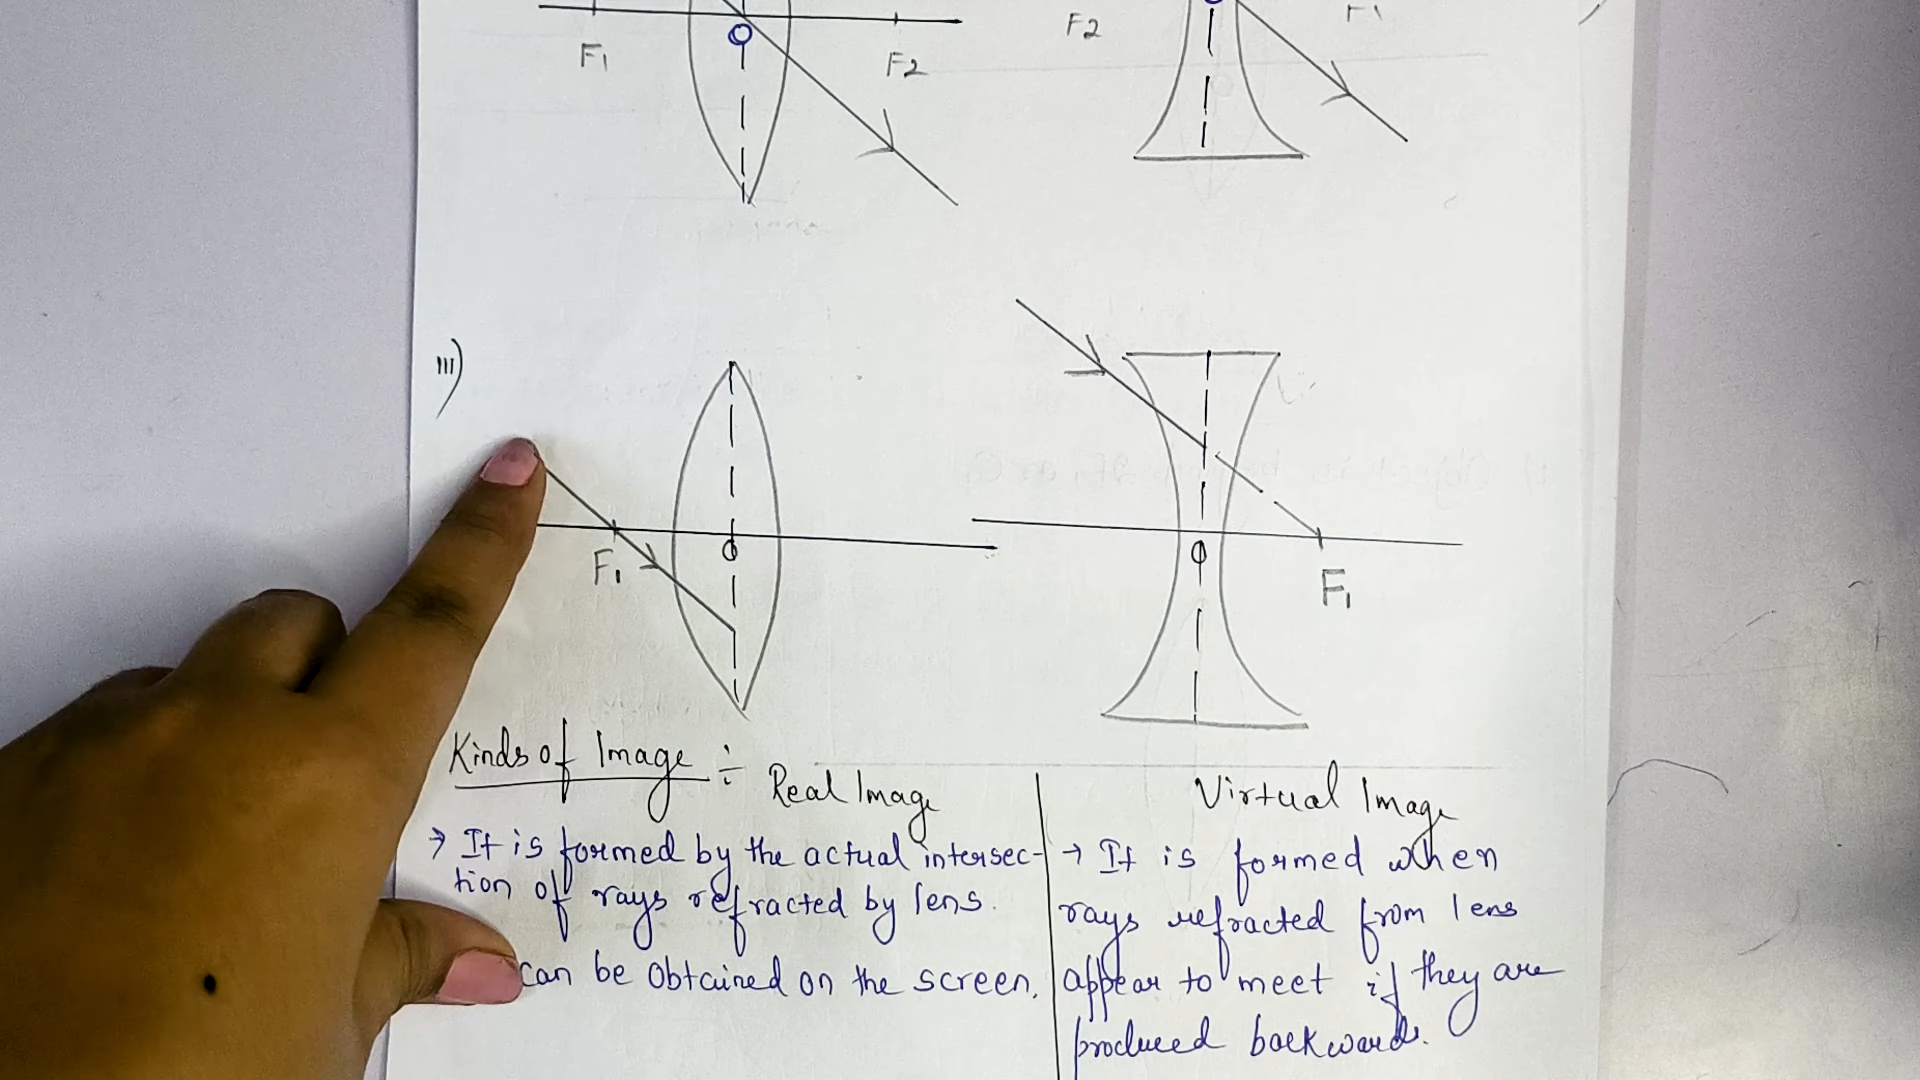 F1
F2
F2
F1
O
O
III)
F1
O
O
F1
Kinds of Image :-
Real Image
Virtual Image
→ It is formed by the actual intersec-
tion of rays refracted by lens.
can be obtained on the screen.
→ It is formed when
rays refracted from lens
appear to meet if they are
produced backward.